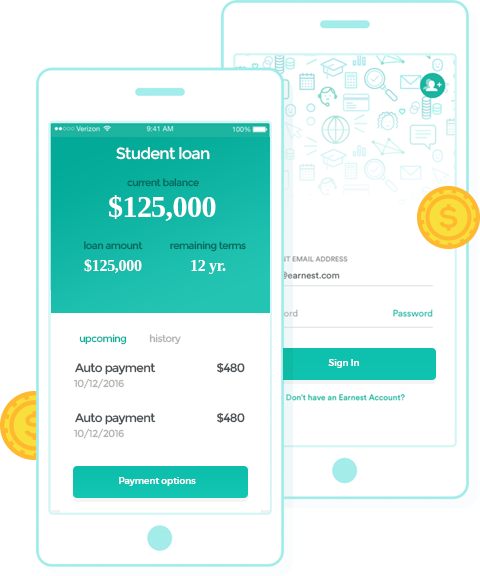 Verizon 9:41 AM 100%
Student loan
current balance
$125,000
loan amount remaining terms
$125,000 12 yr.
upcoming history
Auto payment $480
10/12/2016
Auto payment $480
10/12/2016
Payment options
EMAIL ADDRESS
@earnest.com
Password
Sign In
Don't have an Earnest Account?
$
$